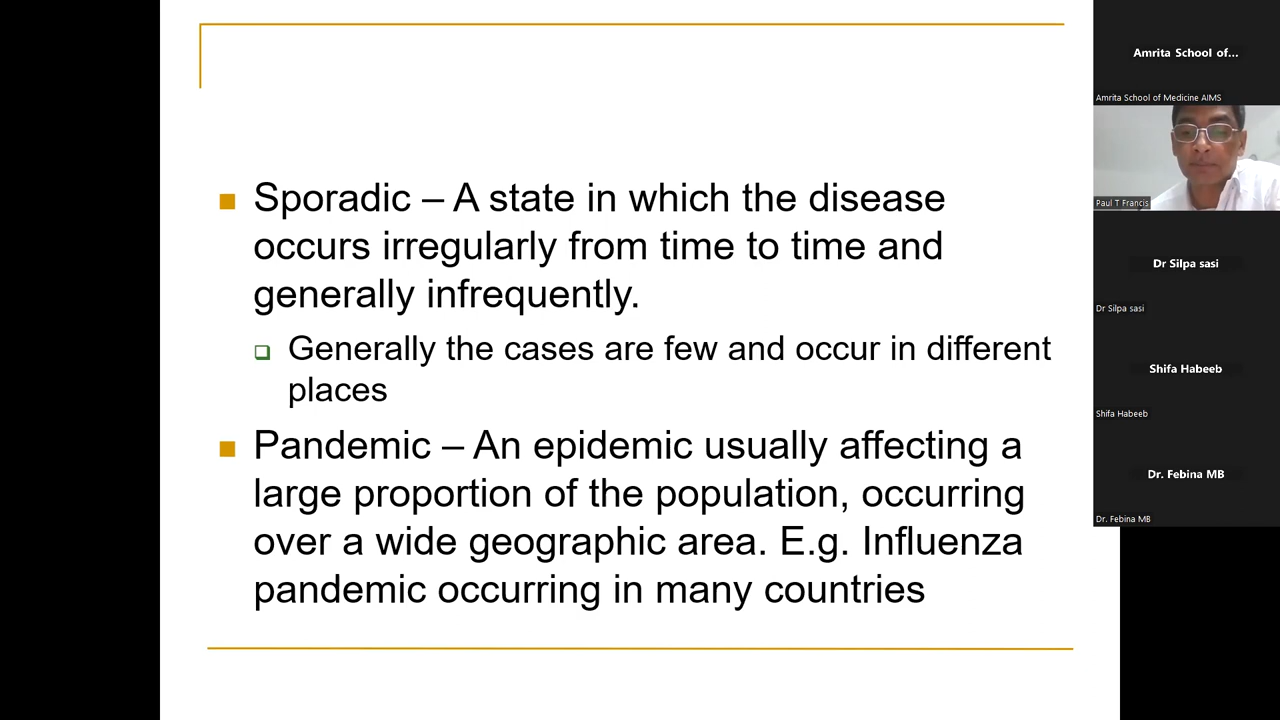 Sporadic – A state in which the disease
occurs irregularly from time to time and
generally infrequently.
Generally the cases are few and occur in different
places
Pandemic – An epidemic usually affecting a
large proportion of the population, occurring
over a wide geographic area. E.g. Influenza
pandemic occurring in many countries
Amrita School of...
Amrita School of Medicine AIMS
Paul T Francis
Dr Silpa sasi
Dr Silpa sasi
Shifa Habeeb
Shifa Habeeb
Dr. Febina MB
Dr. Febina MB